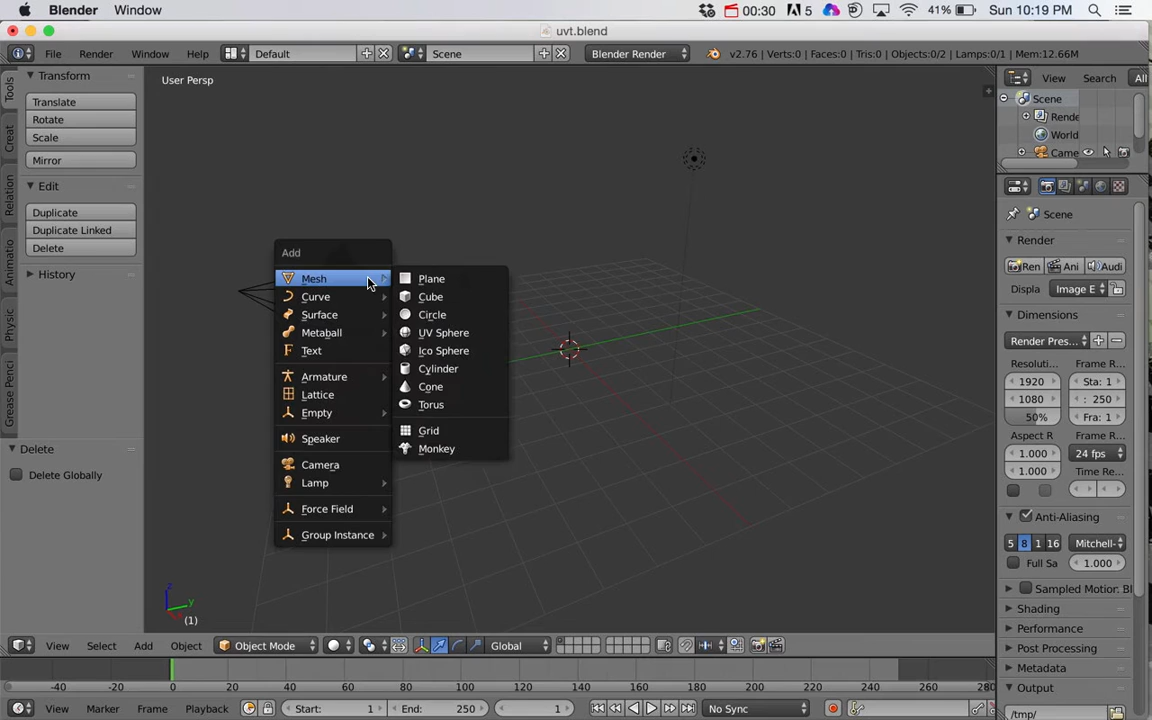 Blender Window 00:30 5 41% Sun 10:19 PM
uvt.blend
File Render Window Help Default Scene Blender Render v2.76 | Verts:0 | Faces:0 | Tris:0 | Objects:0/2 | Lamps:0/1 | Mem:12.66M
Tools
Creat
Relation
Animatio
Physic
Grease Penci
Transform
Translate
Rotate
Scale
Mirror
Edit
Duplicate
Duplicate Linked
Delete
History
Delete
Delete Globally
User Persp
Add
Mesh
Curve
Surface
Metaball
Text
Armature
Lattice
Empty
Speaker
Camera
Lamp
Force Field
Group Instance
Plane
Cube
Circle
UV Sphere
Ico Sphere
Cylinder
Cone
Torus
Grid
Monkey
z
y
(1)
View Search All
Scene
Rende
World
Came
Scene
Render
Ren Ani Audi
Displa Image E
Dimensions
Render Pres...
Resoluti... Frame R
1920 Sta: 1
1080 : 250
50% Fra: 1
Aspect R Frame R
1.000 24 fps
1.000 Time Re...
Anti-Aliasing
5 8 1 16 Mitchell-
Full Sa 1.000
Sampled Motion Bl
Shading
Performance
Post Processing
Metadata
Output
/tmp/
View Select Add Object Object Mode Global
-40 -20 0 20 40 60 80 100 120 140 160 180 200 220 240 260 280
View Marker Frame Playback Start: 1 End: 250 1 No Sync